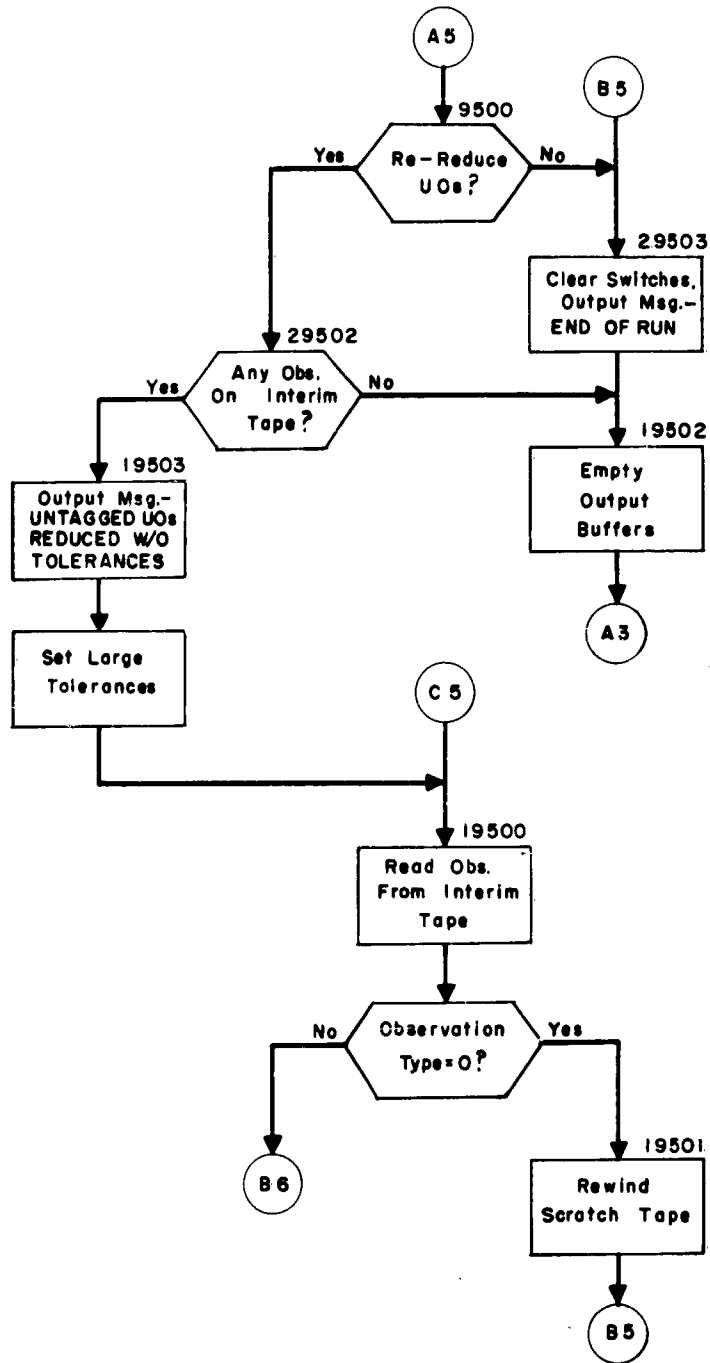 A5
B5
9500
Yes
Re-Reduce
UOs?
No
29503
Clear Switches,
Output Msg.-
END OF RUN
29502
Yes
Any Obs.
On Interim
Tape?
No
19502
19503
Output Msg.-
UNTAGGED UOs
REDUCED W/O
TOLERANCES
Empty
Output
Buffers
A3
Set Large
Tolerances
C5
19500
Read Obs.
From Interim
Tape
No
Observation
Type=0?
Yes
B6
19501
Rewind
Scratch Tape
B5